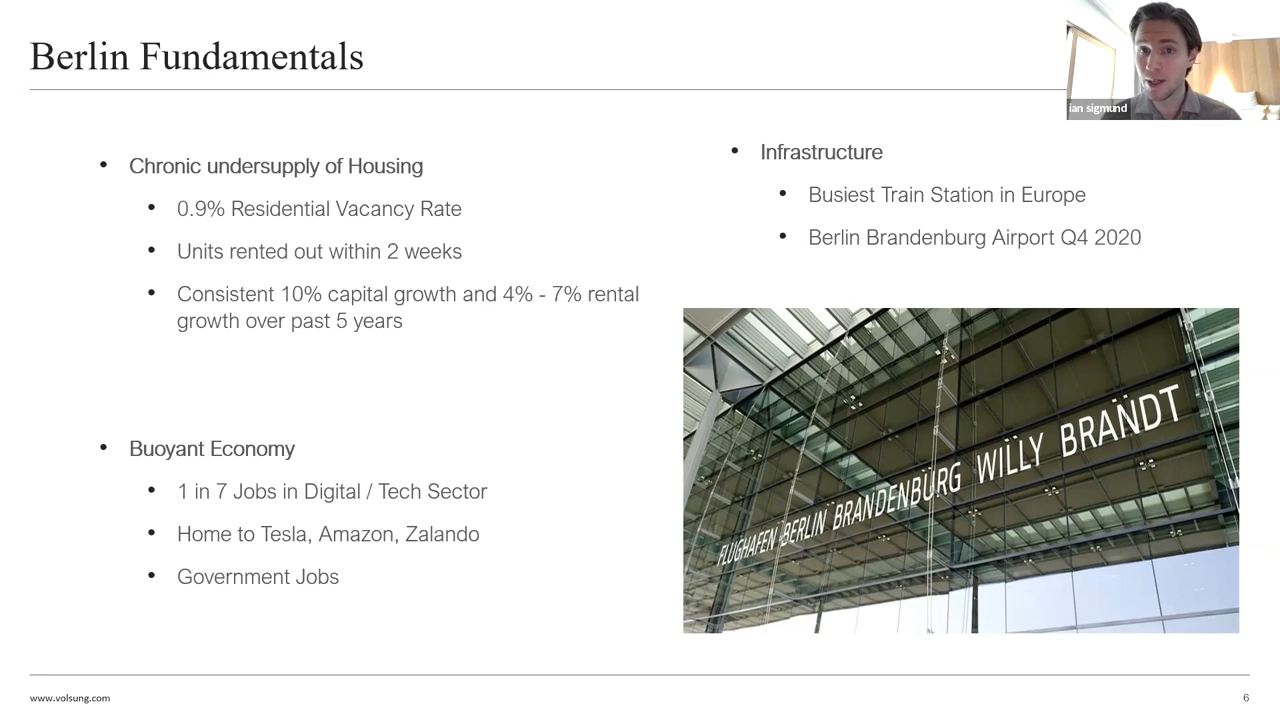 Berlin Fundamentals
ian sigmund
Chronic undersupply of Housing
0.9% Residential Vacancy Rate
Units rented out within 2 weeks
Consistent 10% capital growth and 4% - 7% rental
growth over past 5 years
Buoyant Economy
1 in 7 Jobs in Digital / Tech Sector
Home to Tesla, Amazon, Zalando
Government Jobs
Infrastructure
Busiest Train Station in Europe
Berlin Brandenburg Airport Q4 2020
FLUGHAFEN BERLIN BRANDENBURG WILLY BRANDT
www.volsung.com
6